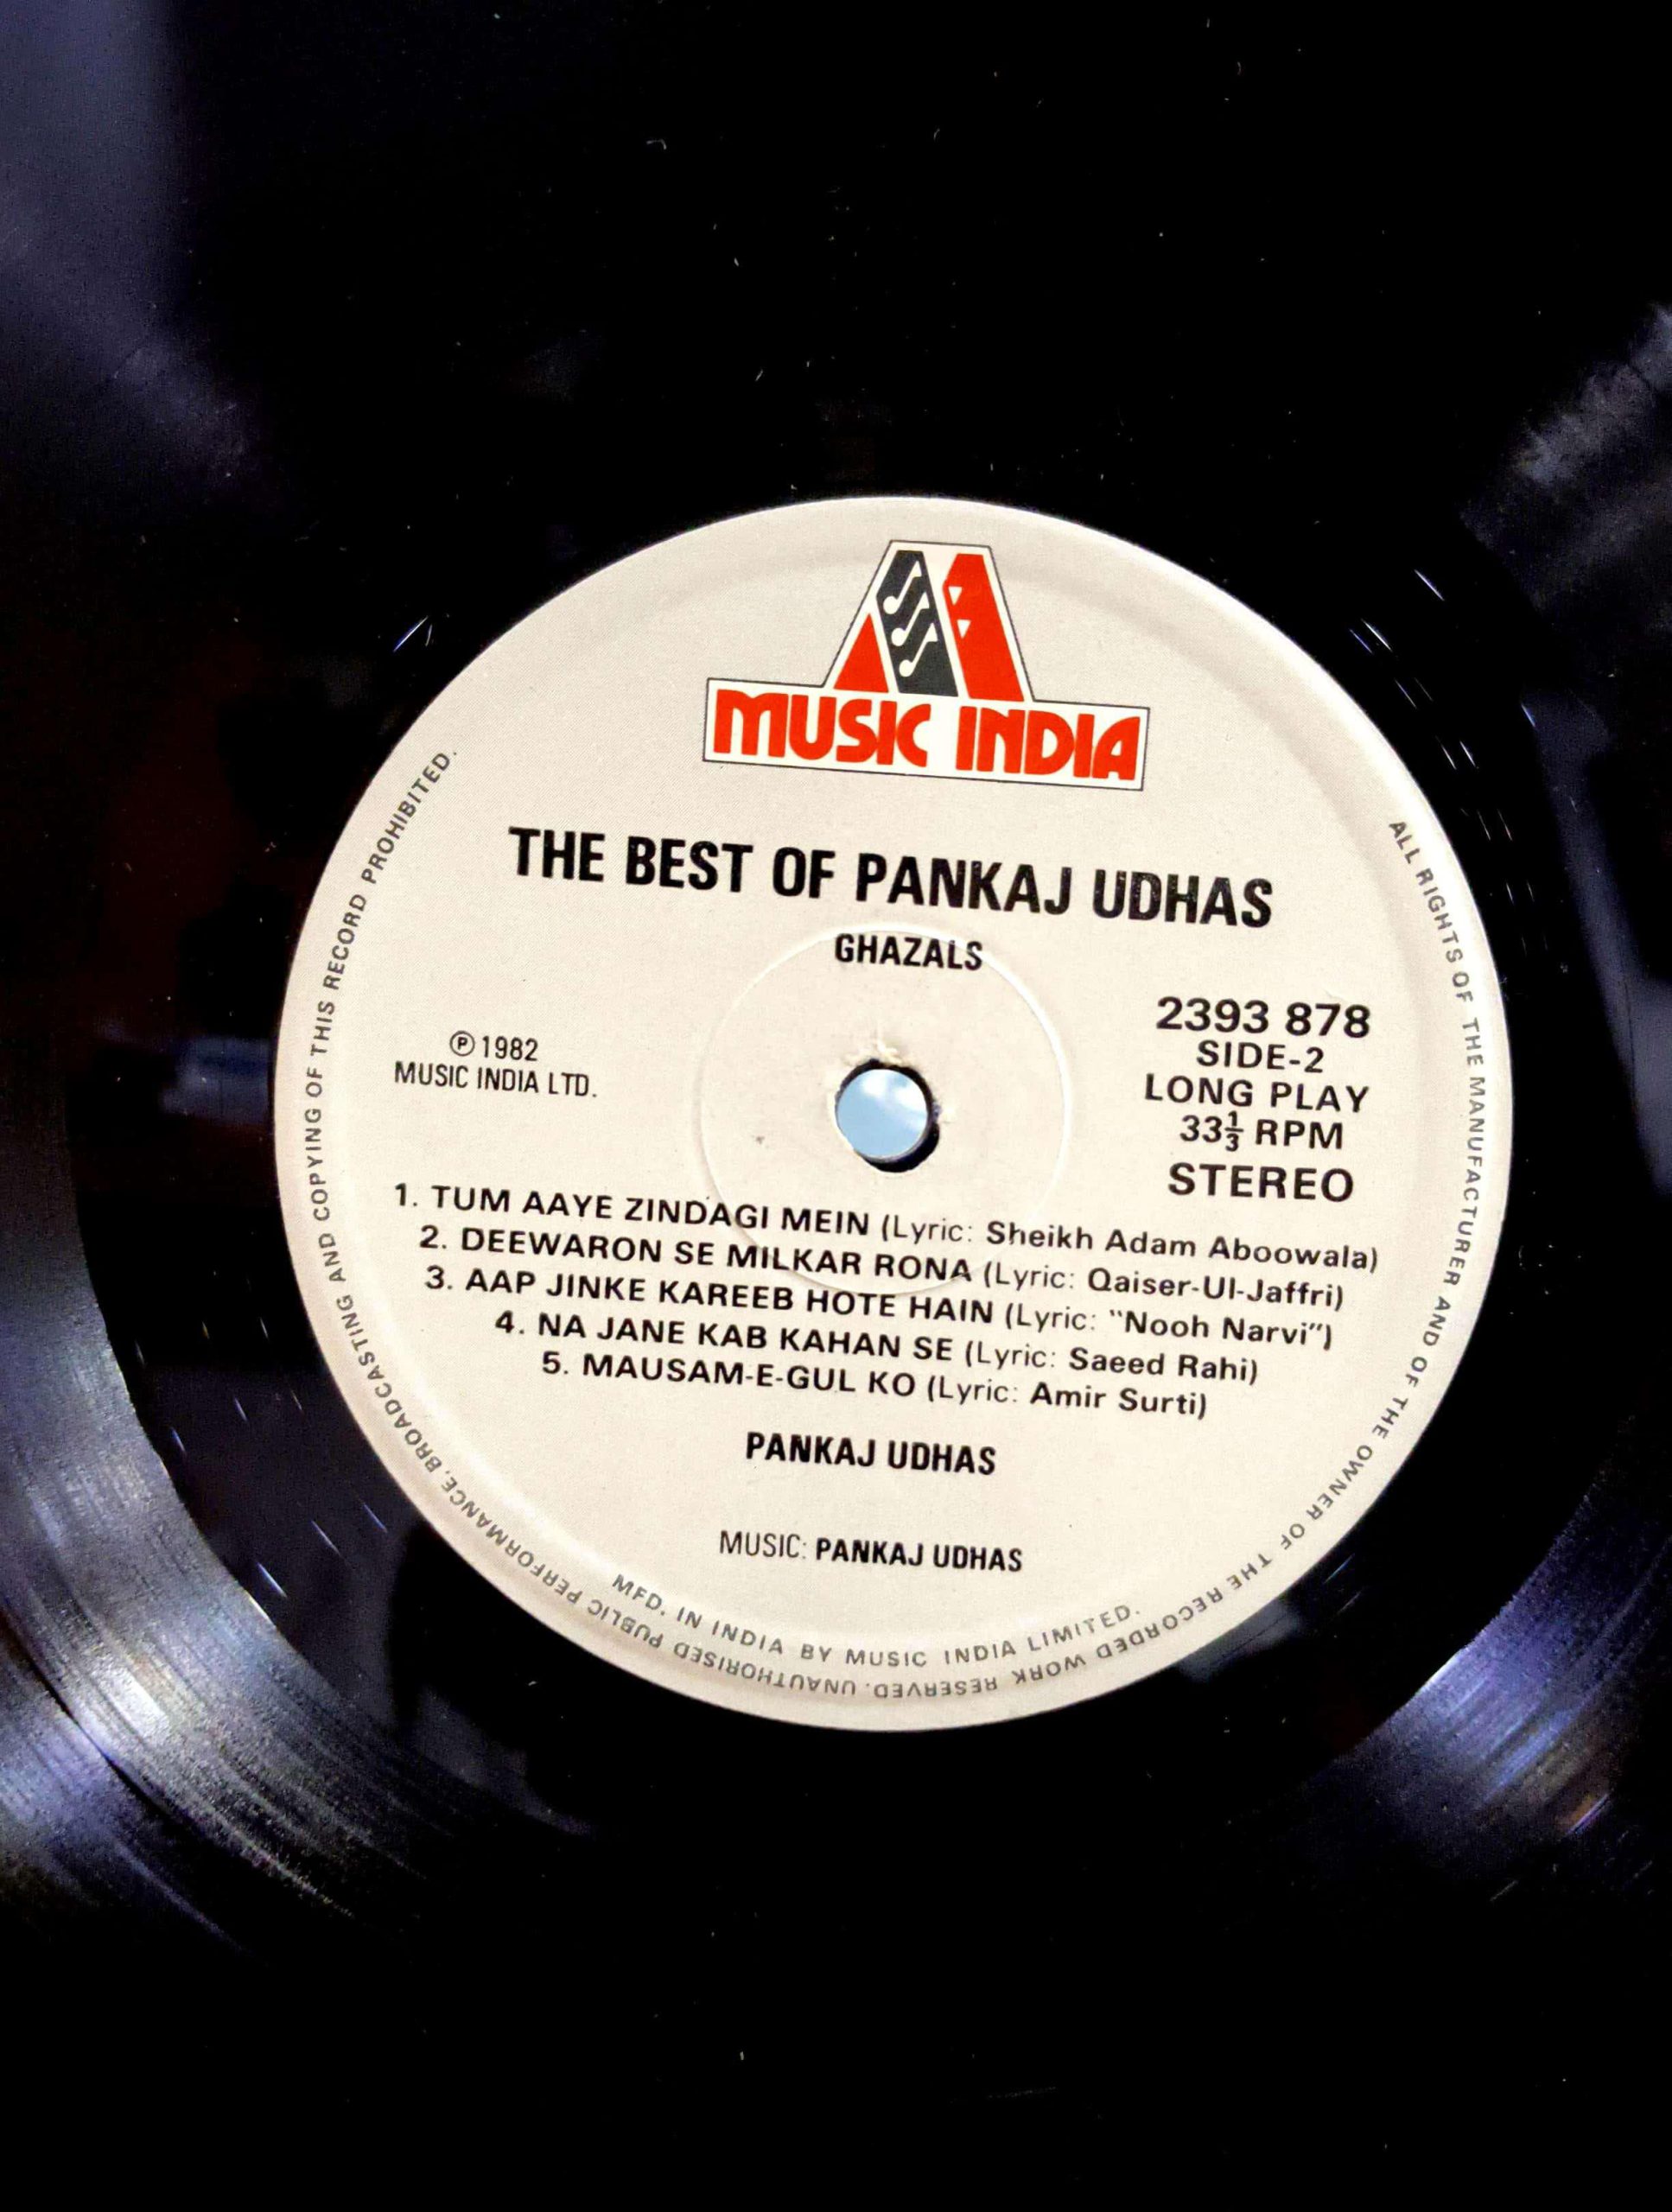 MUSIC INDIA
THE BEST OF PANKAJ UDHAS
GHAZALS
℗ 1982
MUSIC INDIA LTD.
2393 878
SIDE-2
LONG PLAY
33⅓ RPM
STEREO
1. TUM AAYE ZINDAGI MEIN (Lyric: Sheikh Adam Aboowala)
2. DEEWARON SE MILKAR RONA (Lyric: Qaiser-Ul-Jaffri)
3. AAP JINKE KAREEB HOTE HAIN (Lyric: "Nooh Narvi")
4. NA JANE KAB KAHAN SE (Lyric: Saeed Rahi)
5. MAUSAM-E-GUL KO (Lyric: Amir Surti)
PANKAJ UDHAS
MUSIC: PANKAJ UDHAS
MFD. IN INDIA BY MUSIC INDIA LIMITED.
ALL RIGHTS OF THE MANUFACTURER AND OF THE OWNER OF THE RECORDED WORK RESERVED. UNAUTHORISED PUBLIC PERFORMANCE, BROADCASTING AND COPYING OF THIS RECORD PROHIBITED.